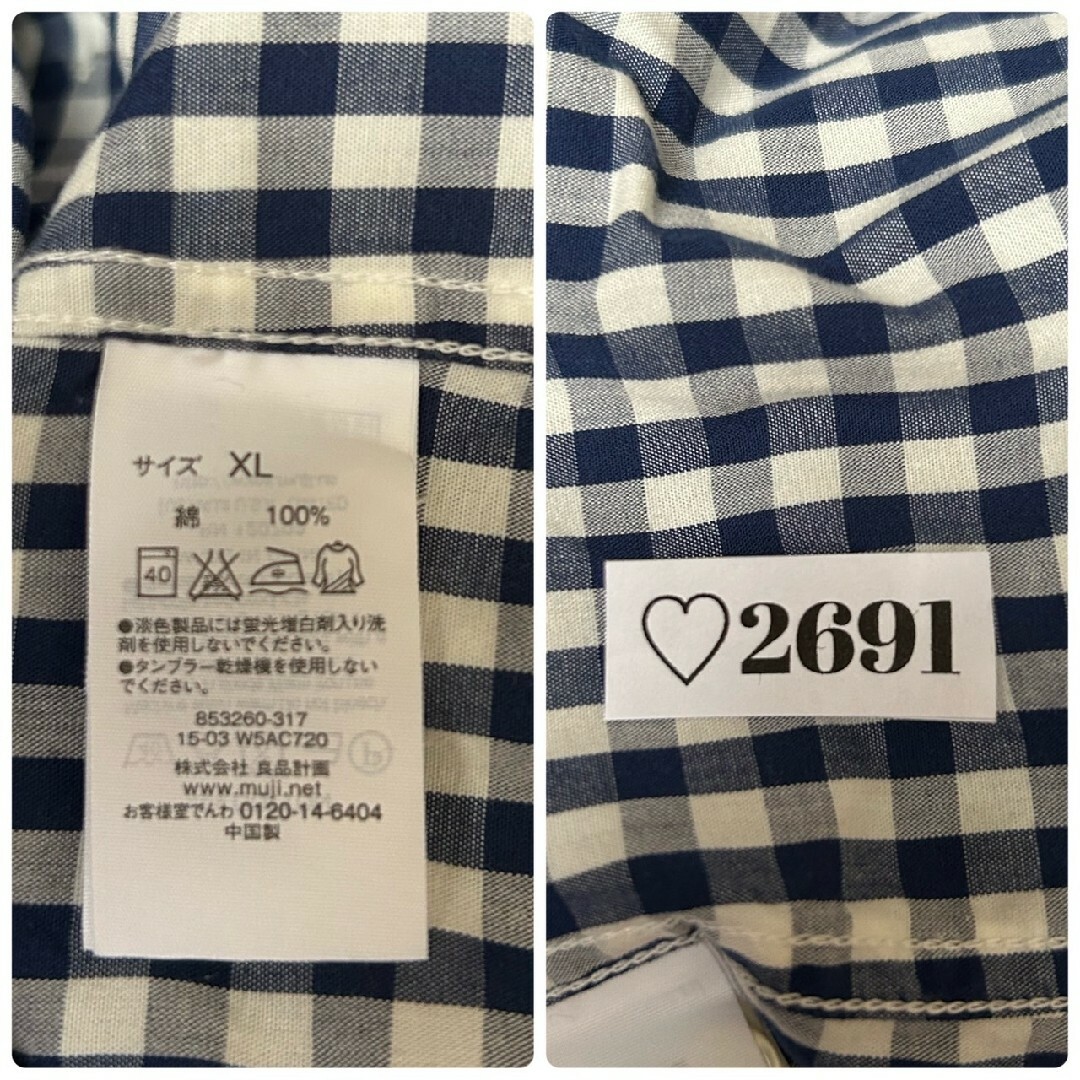 サイズ XL
綿 100%
40
●淡色製品には蛍光増白剤入り洗
剤を使用しないでください。
●タンブラー乾燥機を使用しない
でください。
853260-317
15-03 W5AC720
株式会社 良品計画
www.muji.net
お客様室でんわ 0120-14-6404
中国製
♡2691